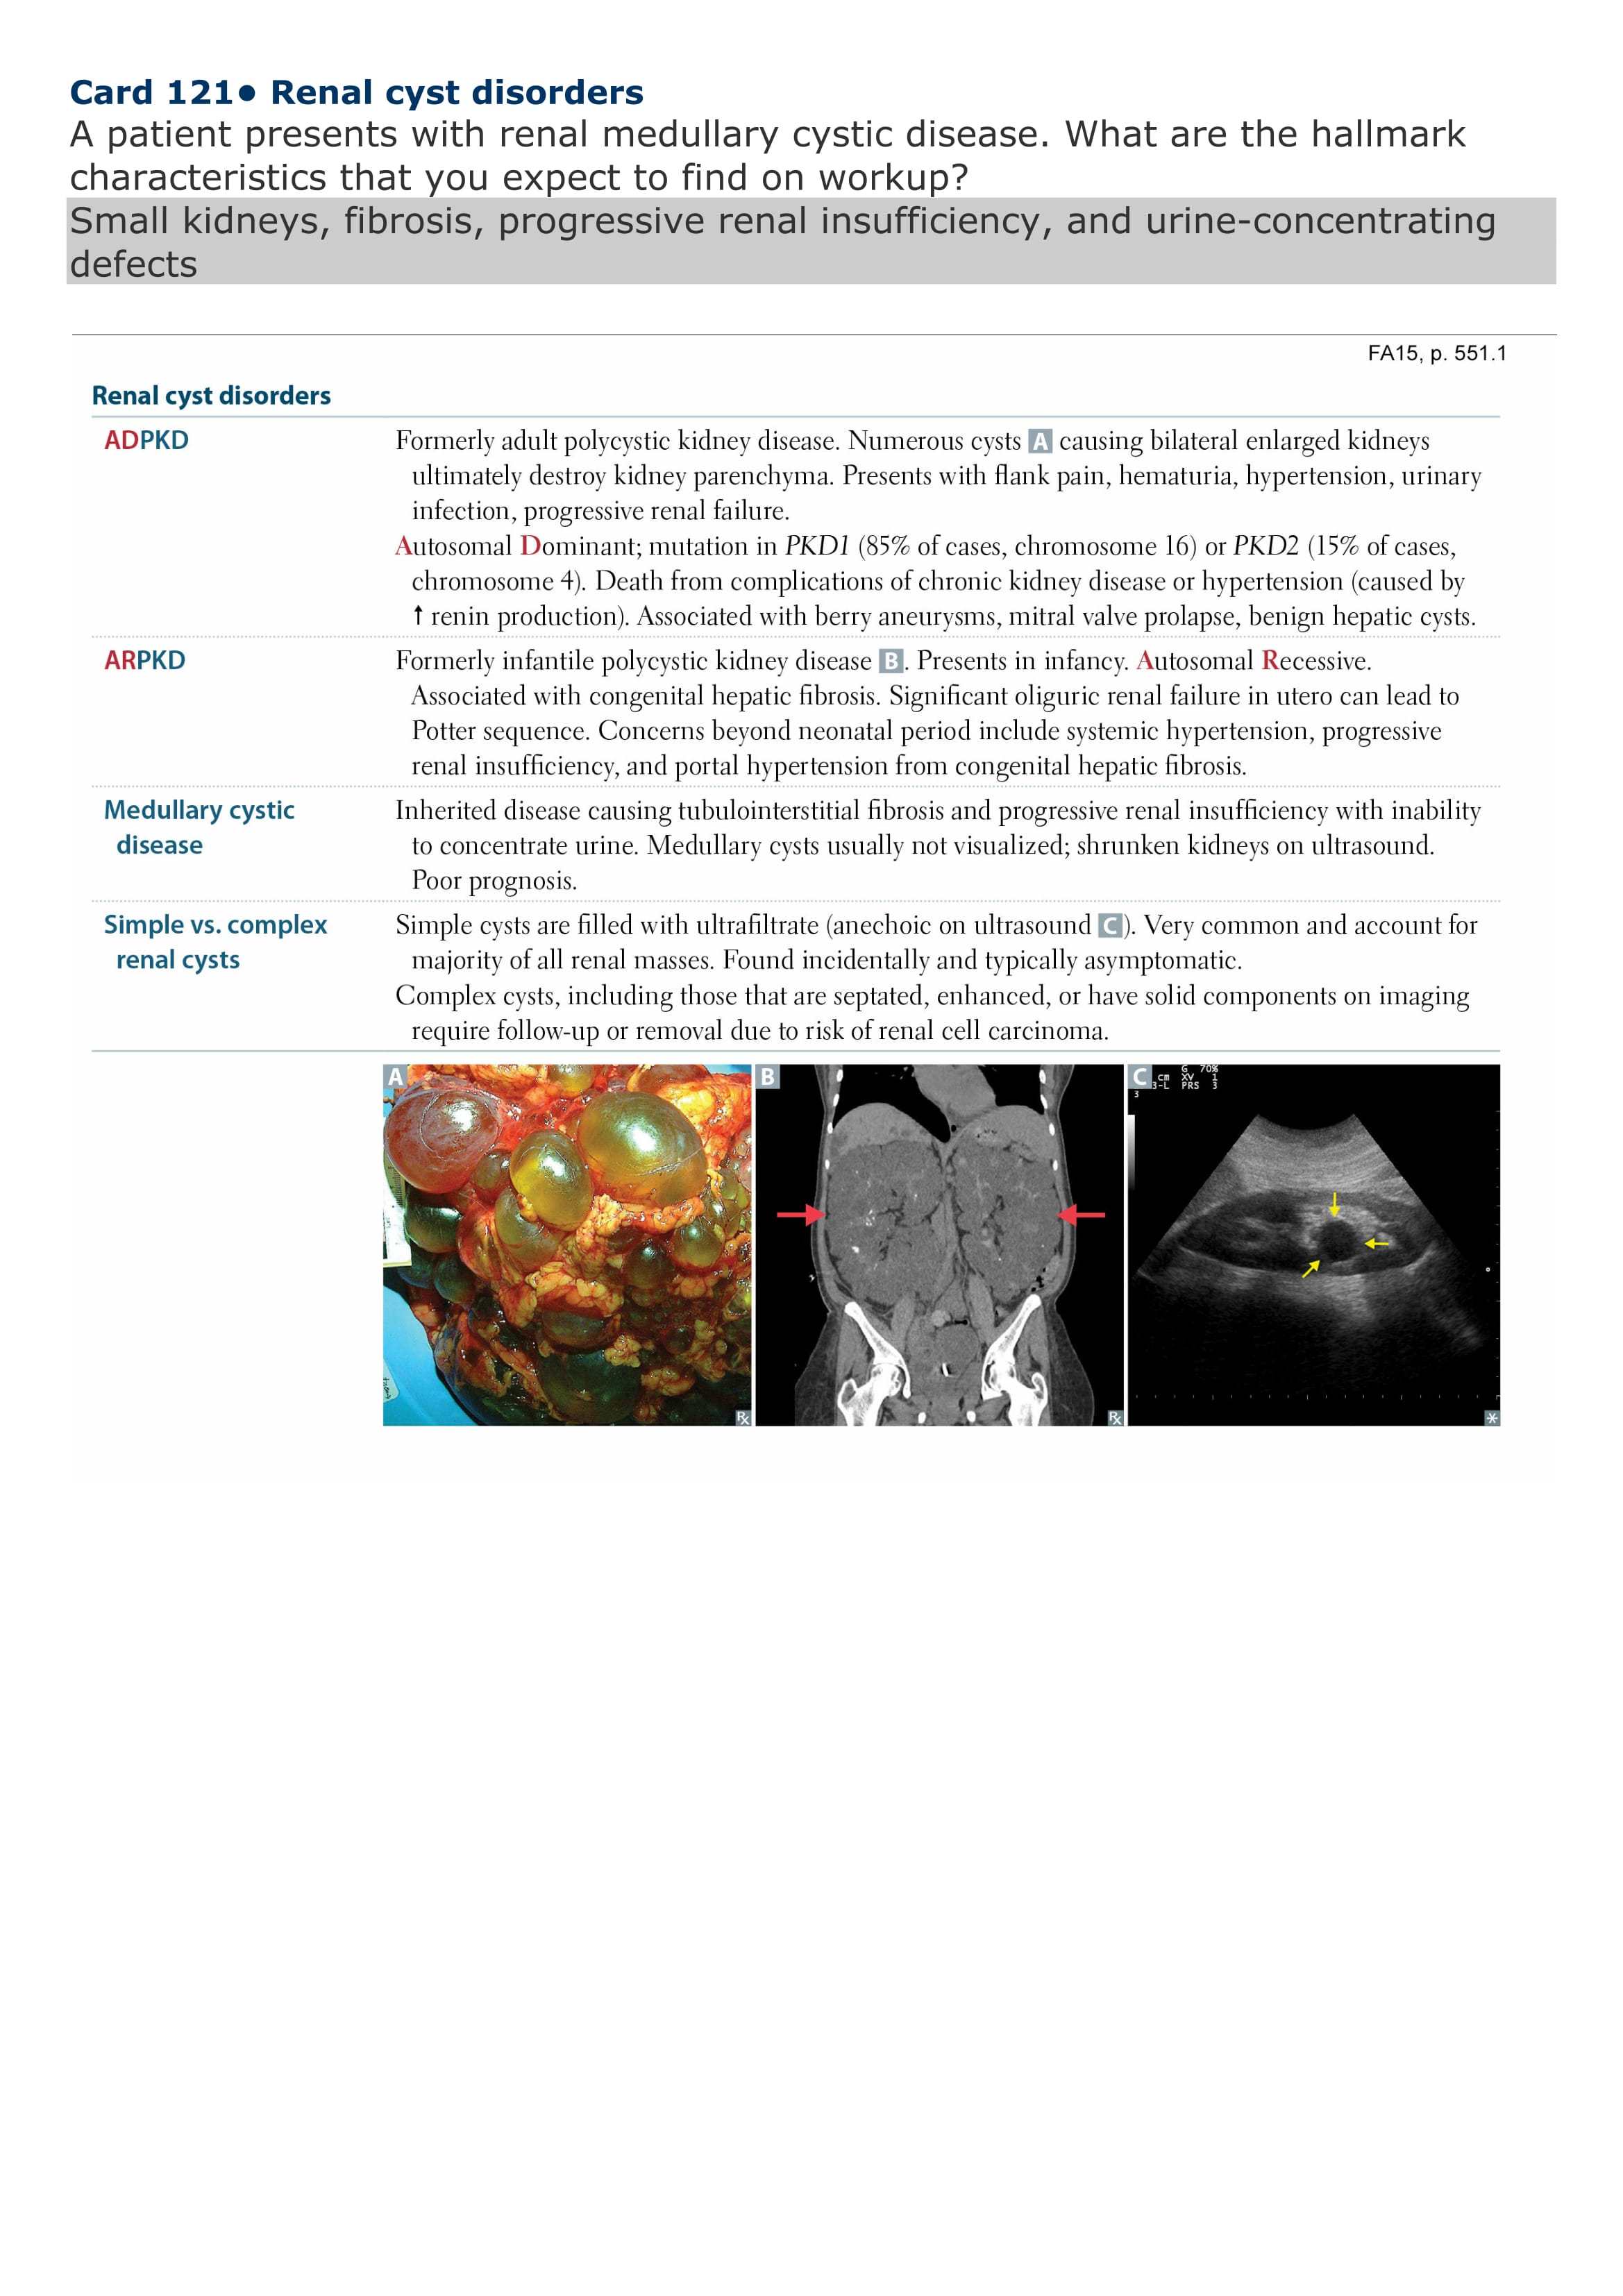 Card 121• Renal cyst disorders
A patient presents with renal medullary cystic disease. What are the hallmark
characteristics that you expect to find on workup?
Small kidneys, fibrosis, progressive renal insufficiency, and urine-concentrating
defects
FA15, p. 551.1
Renal cyst disorders
ADPKD
Formerly adult polycystic kidney disease. Numerous cysts A causing bilateral enlarged kidneys
ultimately destroy kidney parenchyma. Presents with flank pain, hematuria, hypertension, urinary
infection, progressive renal failure.
Autosomal Dominant; mutation in PKD1 (85% of cases, chromosome 16) or PKD2 (15% of cases,
chromosome 4). Death from complications of chronic kidney disease or hypertension (caused by
↑ renin production). Associated with berry aneurysms, mitral valve prolapse, benign hepatic cysts.
ARPKD
Formerly infantile polycystic kidney disease B. Presents in infancy. Autosomal Recessive.
Associated with congenital hepatic fibrosis. Significant oliguric renal failure in utero can lead to
Potter sequence. Concerns beyond neonatal period include systemic hypertension, progressive
renal insufficiency, and portal hypertension from congenital hepatic fibrosis.
Medullary cystic
disease
Inherited disease causing tubulointerstitial fibrosis and progressive renal insufficiency with inability
to concentrate urine. Medullary cysts usually not visualized; shrunken kidneys on ultrasound.
Poor prognosis.
Simple vs. complex
renal cysts
Simple cysts are filled with ultrafiltrate (anechoic on ultrasound C). Very common and account for
majority of all renal masses. Found incidentally and typically asymptomatic.
Complex cysts, including those that are septated, enhanced, or have solid components on imaging
require follow-up or removal due to risk of renal cell carcinoma.
A
B
C
G 70%
cm XV 1
3-L PRS 3
3
℞
℞
*